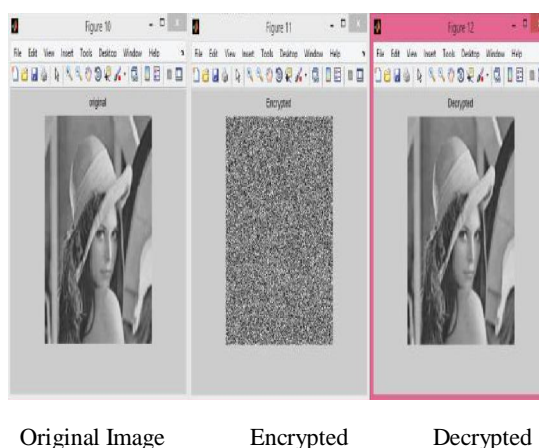 Figure 10
File Edit View Insert Tools Desktop Window Help
original
Figure 11
File Edit View Insert Tools Desktop Window Help
Encrypted
Figure 12
File Edit View Insert Tools Desktop Window Help
Decrypted
Original Image Encrypted Decrypted